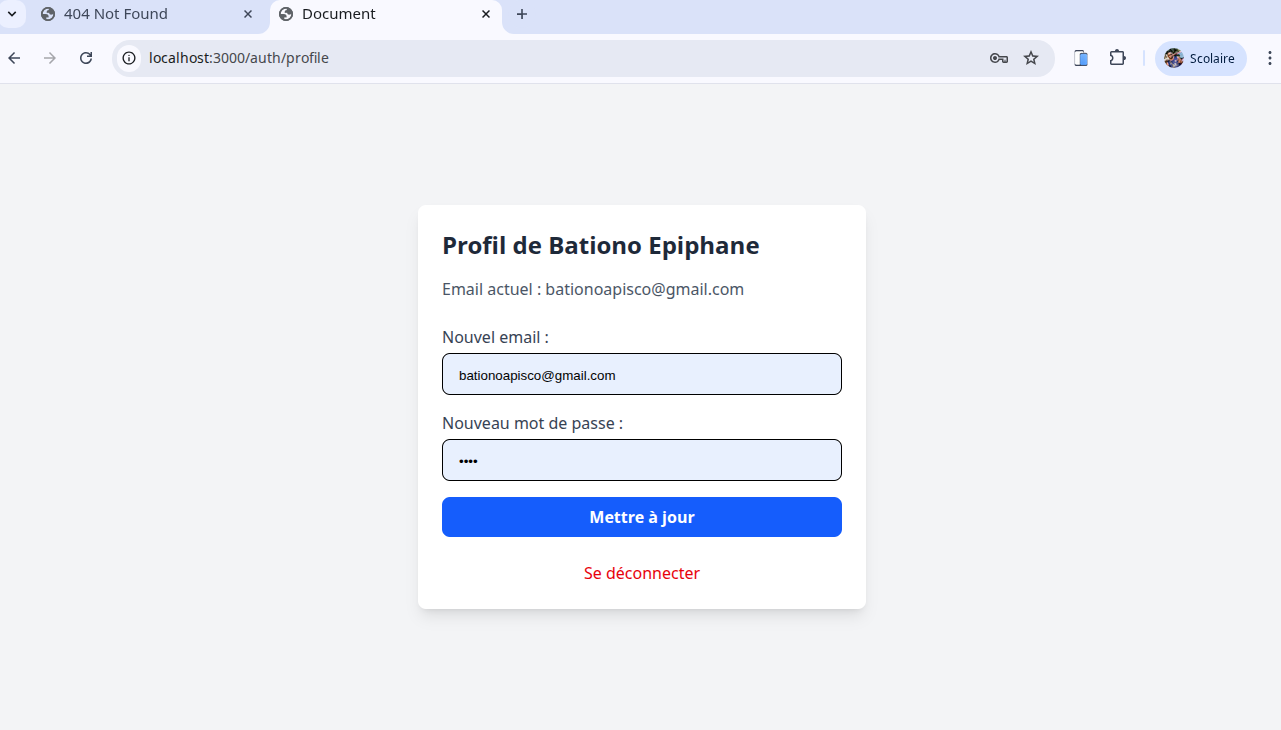 404 Not Found
Document
localhost:3000/auth/profile
Scolaire
Profil de Bationo Epiphane
Email actuel : bationoapisco@gmail.com
Nouvel email :
bationoapisco@gmail.com
Nouveau mot de passe :
••••
Mettre à jour
Se déconnecter